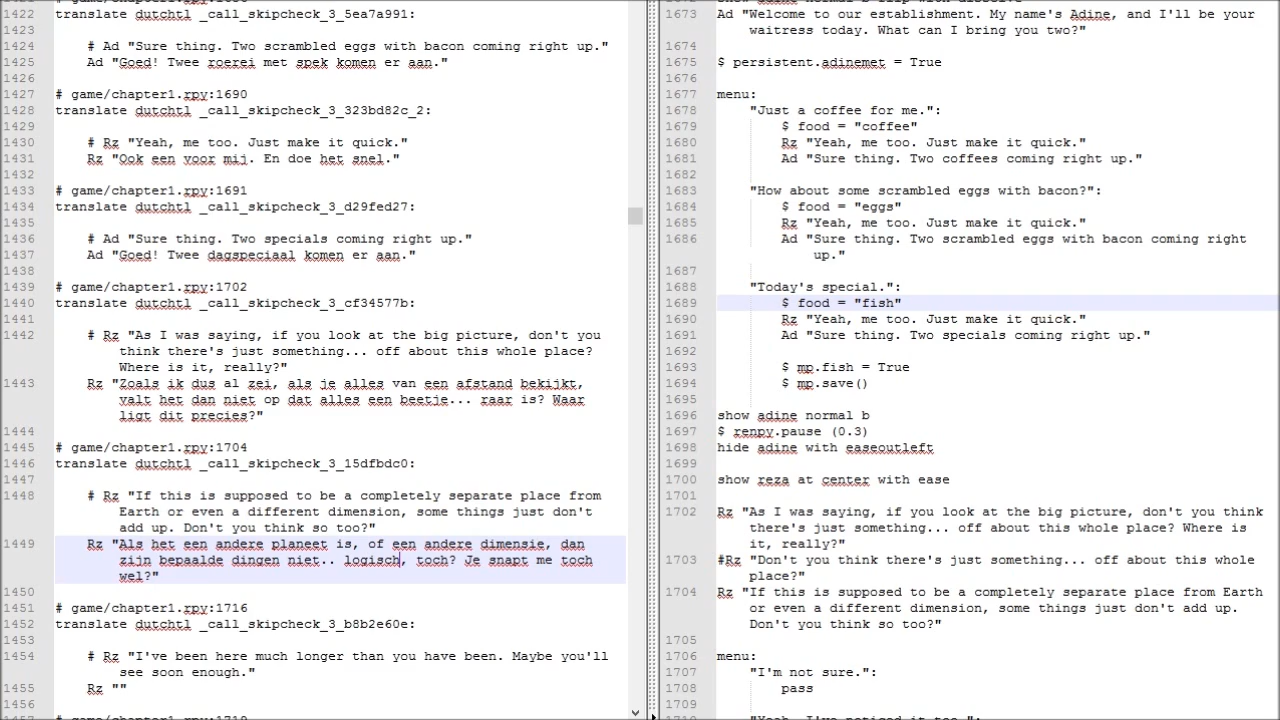 1422 translate dutchtl _call_skipcheck_3_5ea7a991:
1423
1424 # Ad "Sure thing. Two scrambled eggs with bacon coming right up."
1425 Ad "Goed! Twee roerei met spek komen er aan."
1426
1427 # game/chapter1.rpy:1690
1428 translate dutchtl _call_skipcheck_3_323bd82c_2:
1429
1430 # Rz "Yeah, me too. Just make it quick."
1431 Rz "Ook een voor mij. En doe het snel."
1432
1433 # game/chapter1.rpy:1691
1434 translate dutchtl _call_skipcheck_3_d29fed27:
1435
1436 # Ad "Sure thing. Two specials coming right up."
1437 Ad "Goed! Twee dagspeciaal komen er aan."
1438
1439 # game/chapter1.rpy:1702
1440 translate dutchtl _call_skipcheck_3_cf34577b:
1441
1442 # Rz "As I was saying, if you look at the big picture, don't you
think there's just something... off about this whole place?
Where is it, really?"
1443 Rz "Zoals ik dus al zei, als je alles van een afstand bekijkt,
valt het dan niet op dar alles een beetje... raar is? Waar
ligt dit precies?"
1444
1445 # game/chapter1.rpy:1704
1446 translate dutchtl _call_skipcheck_3_15dfbdc0:
1447
1448 # Rz "If this is supposed to be a completely separate place from
Earth or even a different dimension, some things just don't
add up. Don't you think so too?"
1449 Rz "Als het een andere planeet is, of een andere dimensie, dan
zijn bepaalde dingen niet.. logisch, toch? Je snapt me toch
wel?"
1450
1451 # game/chapter1.rpy:1716
1452 translate dutchtl _call_skipcheck_3_b8b2e60e:
1453
1454 # Rz "I've been here much longer than you have been. Maybe you'll
see soon enough."
1455 Rz ""
1456
1673 Ad "Welcome to our establishment. My name's Adine, and I'll be your
waitress today. What can I bring you two?"
1674
1675 $ persistent.adinemet = True
1676
1677 menu:
1678 "Just a coffee for me.":
1679 $ food = "coffee"
1680 Rz "Yeah, me too. Just make it quick."
1681 Ad "Sure thing. Two coffees coming right up."
1682
1683 "How about some scrambled eggs with bacon?":
1684 $ food = "eggs"
1685 Rz "Yeah, me too. Just make it quick."
1686 Ad "Sure thing. Two scrambled eggs with bacon coming right
up."
1687
1688 "Today's special.":
1689 $ food = "fish"
1690 Rz "Yeah, me too. Just make it quick."
1691 Ad "Sure thing. Two specials coming right up."
1692
1693 $ mp.fish = True
1694 $ mp.save()
1695
1696 show adine normal b
1697 $ renpy.pause (0.3)
1698 hide adine with easeoutleft
1699
1700 show reza at center with ease
1701
1702 Rz "As I was saying, if you look at the big picture, don't you think
there's just something... off about this whole place? Where is
it, really?"
1703 #Rz "Don't you think there's just something... off about this whole
place?"
1704 Rz "If this is supposed to be a completely separate place from Earth
or even a different dimension, some things just don't add up.
Don't you think so too?"
1705
1706 menu:
1707 "I'm not sure.":
1708 pass
1709